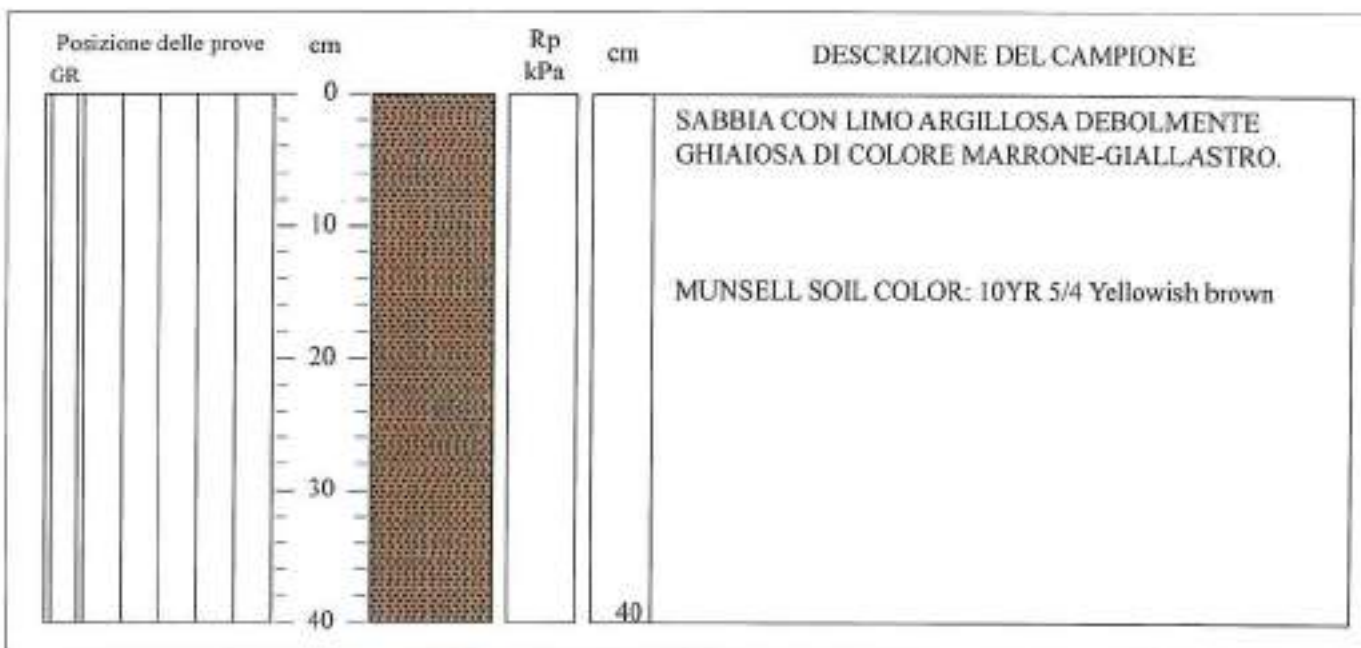 Posizione delle prove
GR
cm
Rp
kPa
cm
DESCRIZIONE DEL CAMPIONE
0
10
20
30
40
40
SABBIA CON LIMO ARGILLOSA DEBOLMENTE
GHIAIOSA DI COLORE MARRONE-GIALLASTRO.
MUNSELL SOIL COLOR: 10YR 5/4 Yellowish brown